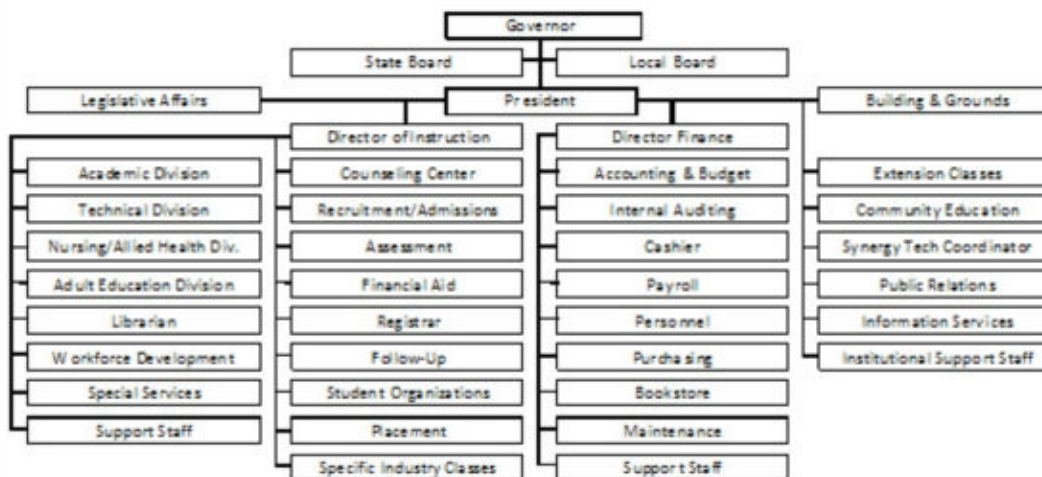 Governor
State Board
Local Board
Legislative Affairs
President
Building & Grounds
Director of Instruction
Director Finance
Academic Division
Counseling Center
Accounting & Budget
Extension Classes
Technical Division
Recruitment/Admissions
Internal Auditing
Community Education
Nursing/Allied Health Div.
Assessment
Cashier
Synergy Tech Coordinator
Adult Education Division
Financial Aid
Payroll
Public Relations
Librarian
Registrar
Personnel
Information Services
Workforce Development
Follow-Up
Purchasing
Institutional Support Staff
Special Services
Student Organizations
Bookstore
Support Staff
Placement
Maintenance
Specific Industry Classes
Support Staff